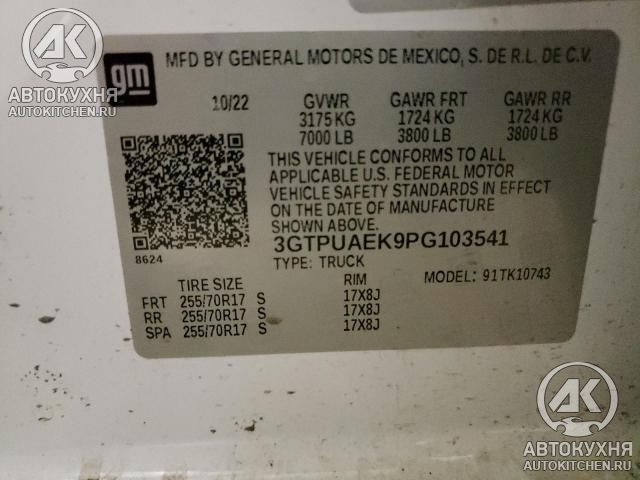 gm
MFD BY GENERAL MOTORS DE MEXICO, S. DE R.L. DE C.V.
10/22 GVWR GAWR FRT GAWR RR
3175 KG 1724 KG 1724 KG
7000 LB 3800 LB 3800 LB
THIS VEHICLE CONFORMS TO ALL
APPLICABLE U.S. FEDERAL MOTOR
VEHICLE SAFETY STANDARDS IN EFFECT
ON THE DATE OF MANUFACTURE
SHOWN ABOVE.
3GTPUAEK9PG103541
8624
TYPE: TRUCK MODEL: 91TK10743
TIRE SIZE RIM
FRT 255/70R17 S 17X8J
RR 255/70R17 S 17X8J
SPA 255/70R17 S 17X8J
АК
АВТОКУХНЯ
AUTOKITCHEN.RU
АК
АВТОКУХНЯ
AUTOKITCHEN.RU